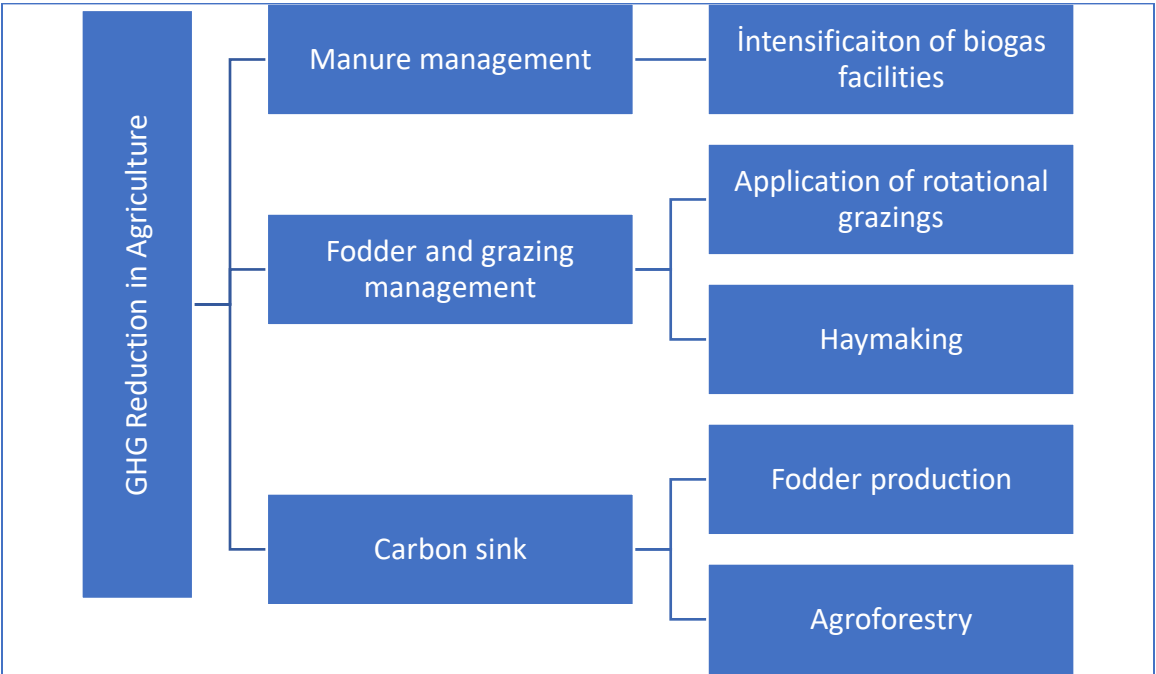 GHG Reduction in Agriculture
Manure management
İntensificaiton of biogas
facilities
Fodder and grazing
management
Application of rotational
grazings
Haymaking
Carbon sink
Fodder production
Agroforestry